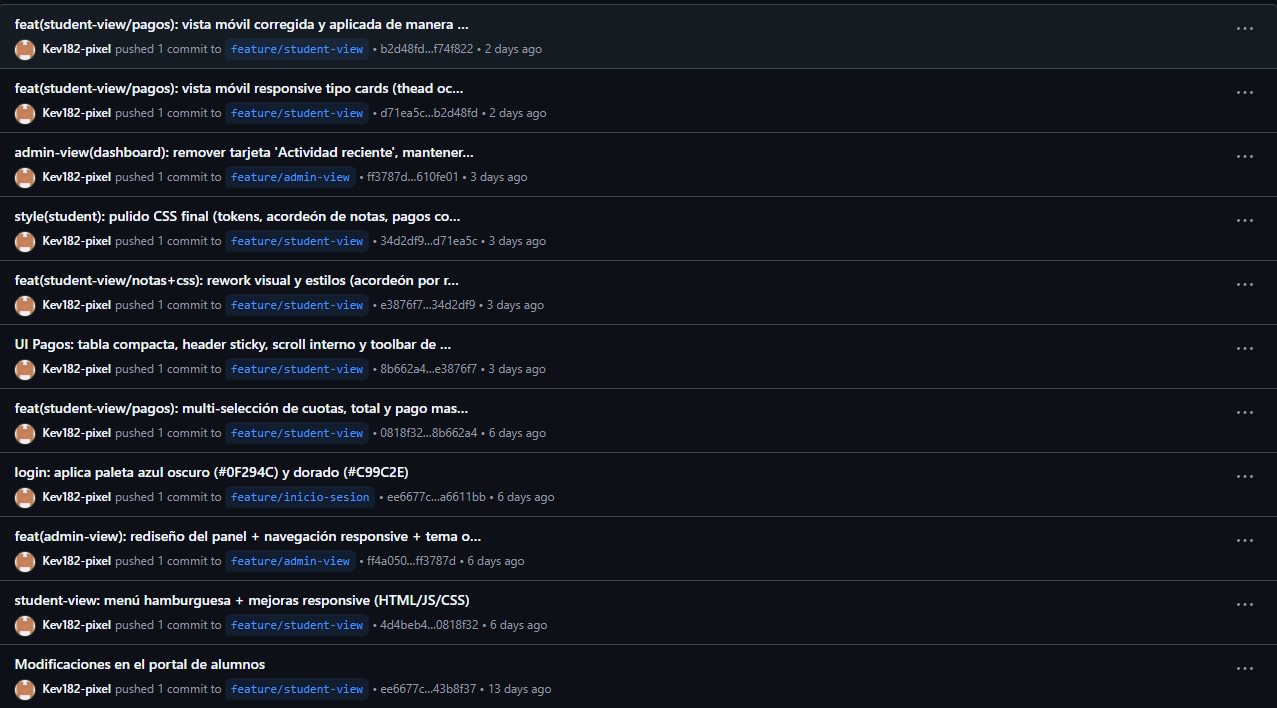 feat(student-view/pagos): vista móvil corregida y aplicada de manera ...
Kev182-pixel pushed 1 commit to feature/student-view • b2d48fd...f74f822 • 2 days ago
feat(student-view/pagos): vista móvil responsive tipo cards (thead oc...
Kev182-pixel pushed 1 commit to feature/student-view • d71ea5c...b2d48fd • 2 days ago
admin-view(dashboard): remover tarjeta 'Actividad reciente', mantener...
Kev182-pixel pushed 1 commit to feature/admin-view • ff3787d...610fe01 • 3 days ago
style(student): pulido CSS final (tokens, acordeón de notas, pagos co...
Kev182-pixel pushed 1 commit to feature/student-view • 34d2df9...d71ea5c • 3 days ago
feat(student-view/notas+css): rework visual y estilos (acordeón por r...
Kev182-pixel pushed 1 commit to feature/student-view • e3876f7...34d2df9 • 3 days ago
UI Pagos: tabla compacta, header sticky, scroll interno y toolbar de ...
Kev182-pixel pushed 1 commit to feature/student-view • 8b662a4...e3876f7 • 3 days ago
feat(student-view/pagos): multi-selección de cuotas, total y pago mas...
Kev182-pixel pushed 1 commit to feature/student-view • 0818f32...8b662a4 • 6 days ago
login: aplica paleta azul oscuro (#0F294C) y dorado (#C99C2E)
Kev182-pixel pushed 1 commit to feature/inicio-sesion • ee6677c...a6611bb • 6 days ago
feat(admin-view): rediseño del panel + navegación responsive + tema o...
Kev182-pixel pushed 1 commit to feature/admin-view • ff4a050...ff3787d • 6 days ago
student-view: menú hamburguesa + mejoras responsive (HTML/JS/CSS)
Kev182-pixel pushed 1 commit to feature/student-view • 4d4beb4...0818f32 • 6 days ago
Modificaciones en el portal de alumnos
Kev182-pixel pushed 1 commit to feature/student-view • ee6677c...43b8f37 • 13 days ago